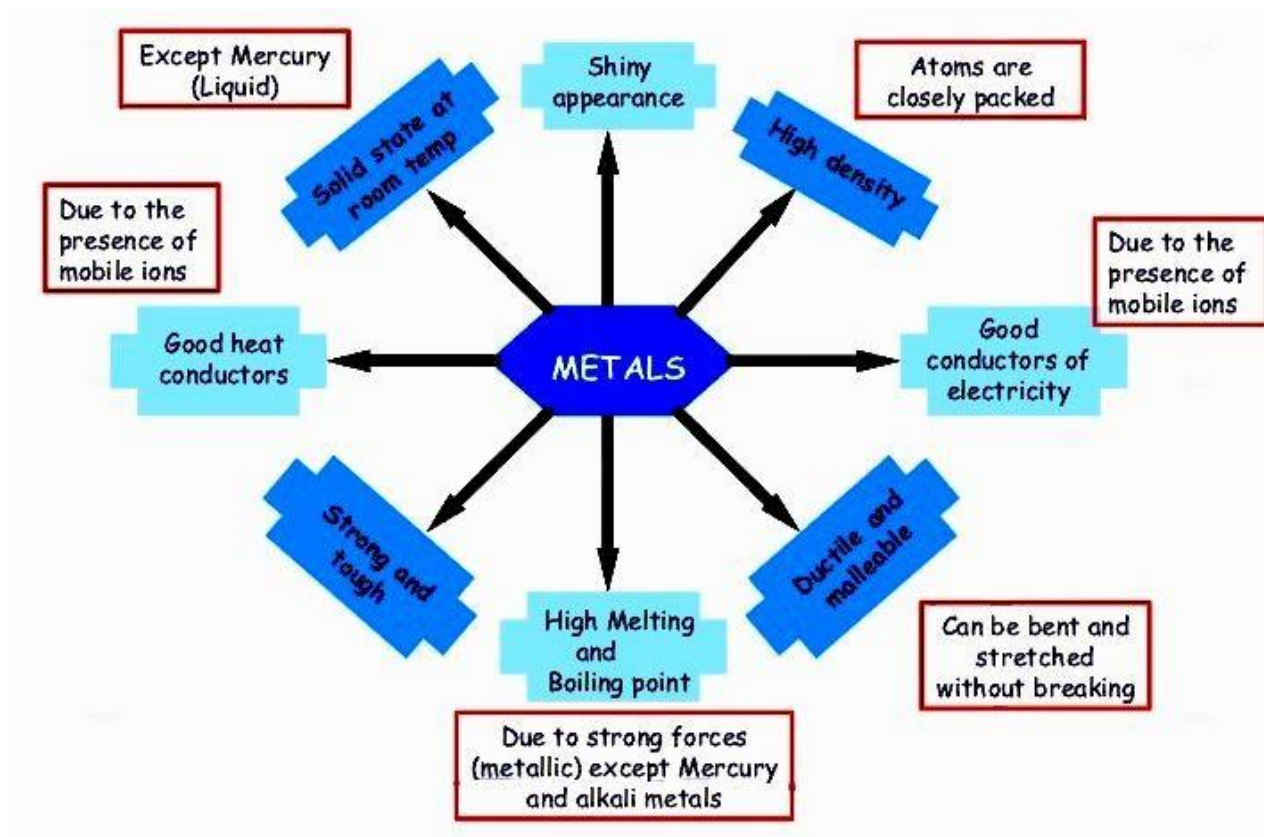 Except Mercury
(Liquid)
Shiny
appearance
Atoms are
closely packed
Solid state at
room temp
High density
Due to the
presence of
mobile ions
Due to the
presence of
mobile ions
Good heat
conductors
METALS
Good
conductors of
electricity
Strong and
tough
High Melting
and
Boiling point
Ductile and
malleable
Can be bent and
stretched
without breaking
Due to strong forces
(metallic) except Mercury
and alkali metals